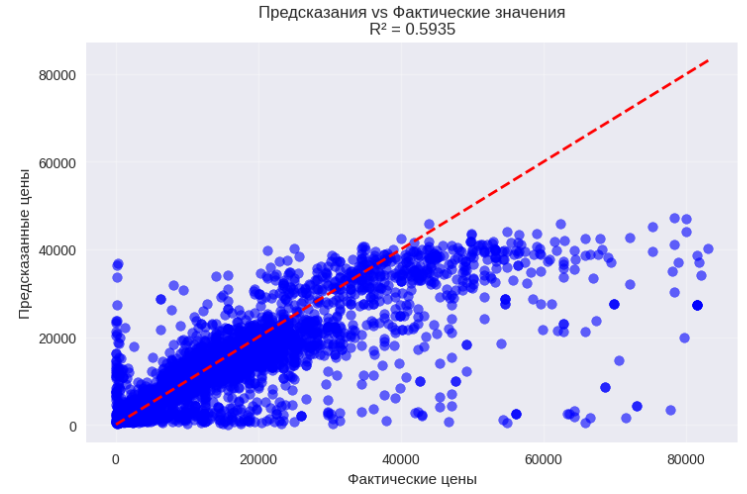 Предсказания vs Фактические значения
R² = 0.5935
Предсказанные цены
80000
60000
40000
20000
0
0 20000 40000 60000 80000
Фактические цены